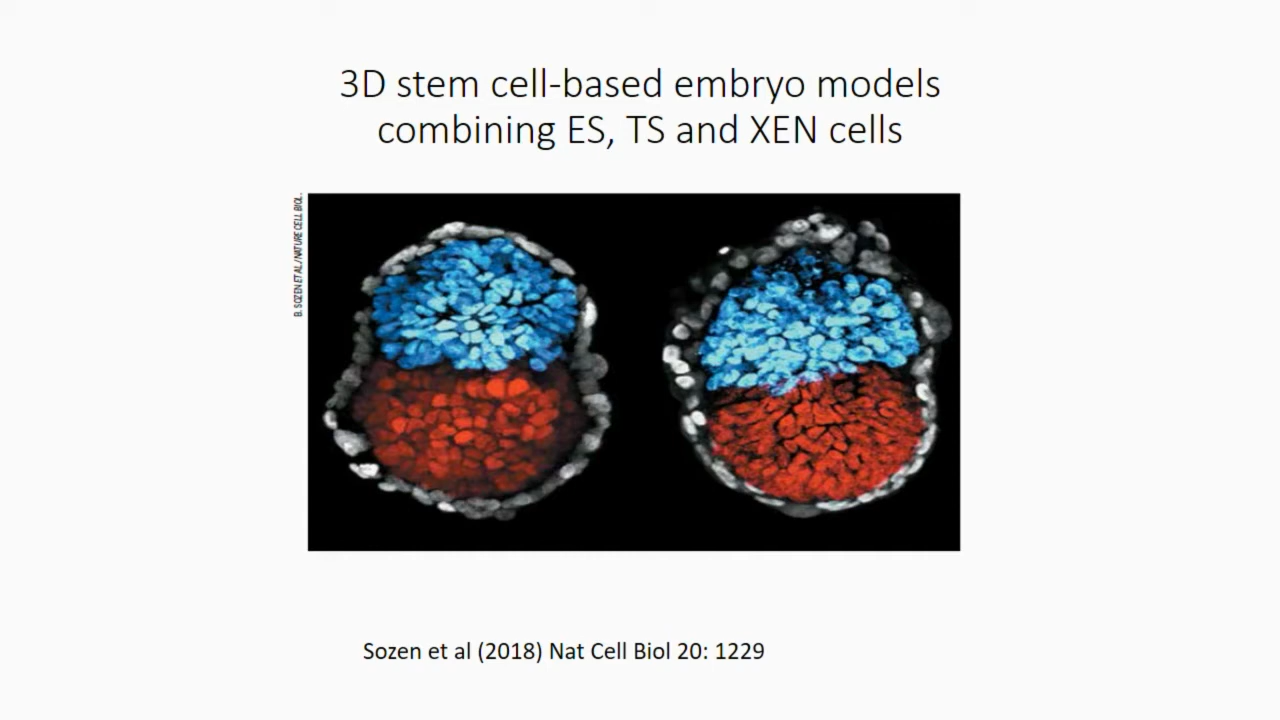 3D stem cell-based embryo models
combining ES, TS and XEN cells
B. SOZEN ET AL./NATURE CELL BIOL.
Sozen et al (2018) Nat Cell Biol 20: 1229